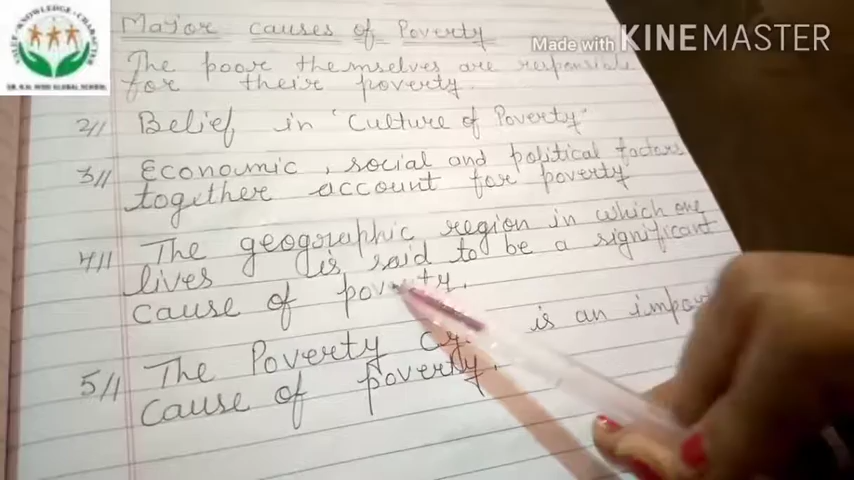 Major causes of Poverty
Made with KINEMASTER
The poor themselves are responsible
for their poverty.
2// Belief in "Culture of Poverty"
3// Economic, social and political factors
together account for poverty
4// The geographic region in which one
lives is said to be a significant
cause of poverty.
5// The Poverty is an
cause of poverty.